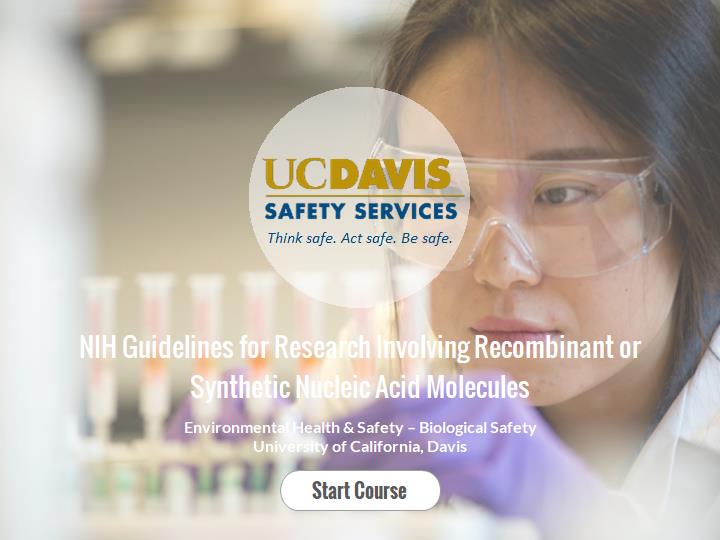 UCDAVIS
SAFETY SERVICES
Think safe. Act safe. Be safe.
NIH Guidelines for Research Involving Recombinant or
Synthetic Nucleic Acid Molecules
Environmental Health & Safety – Biological Safety
University of California, Davis
Start Course